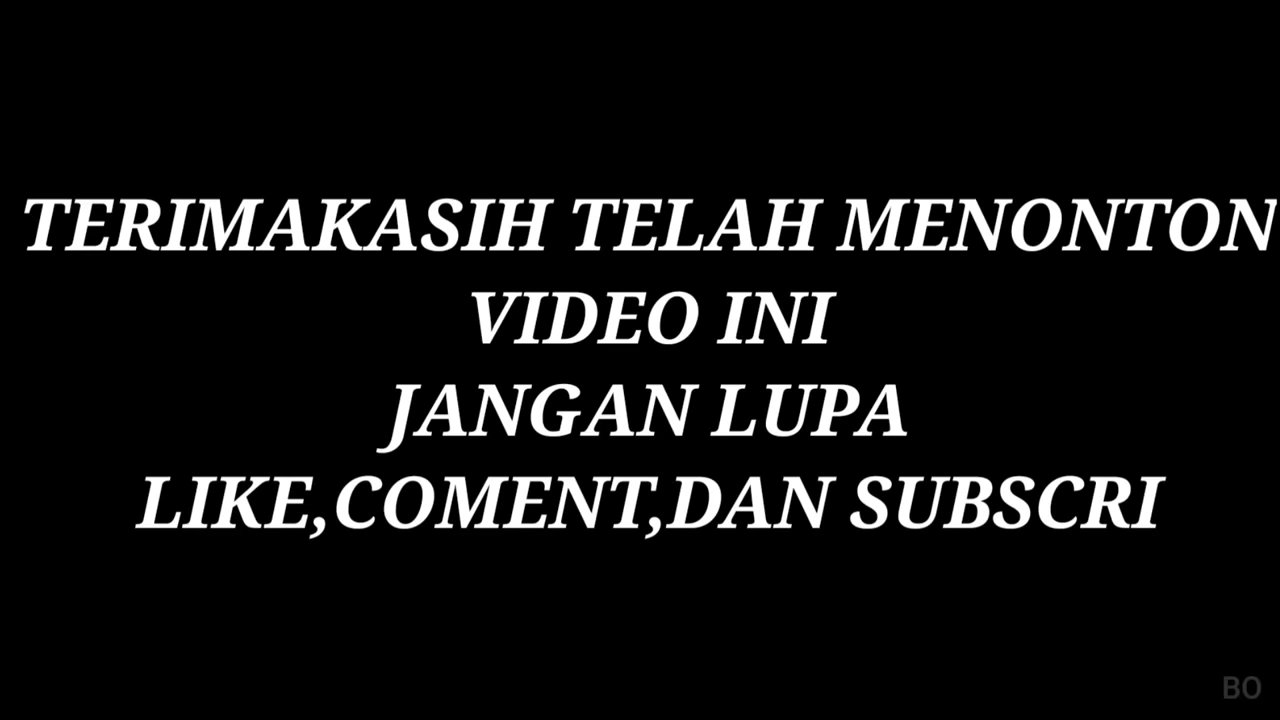 TERIMAKASIH TELAH MENONTON
VIDEO INI
JANGAN LUPA
LIKE,COMENT,DAN SUBSCRI
BO